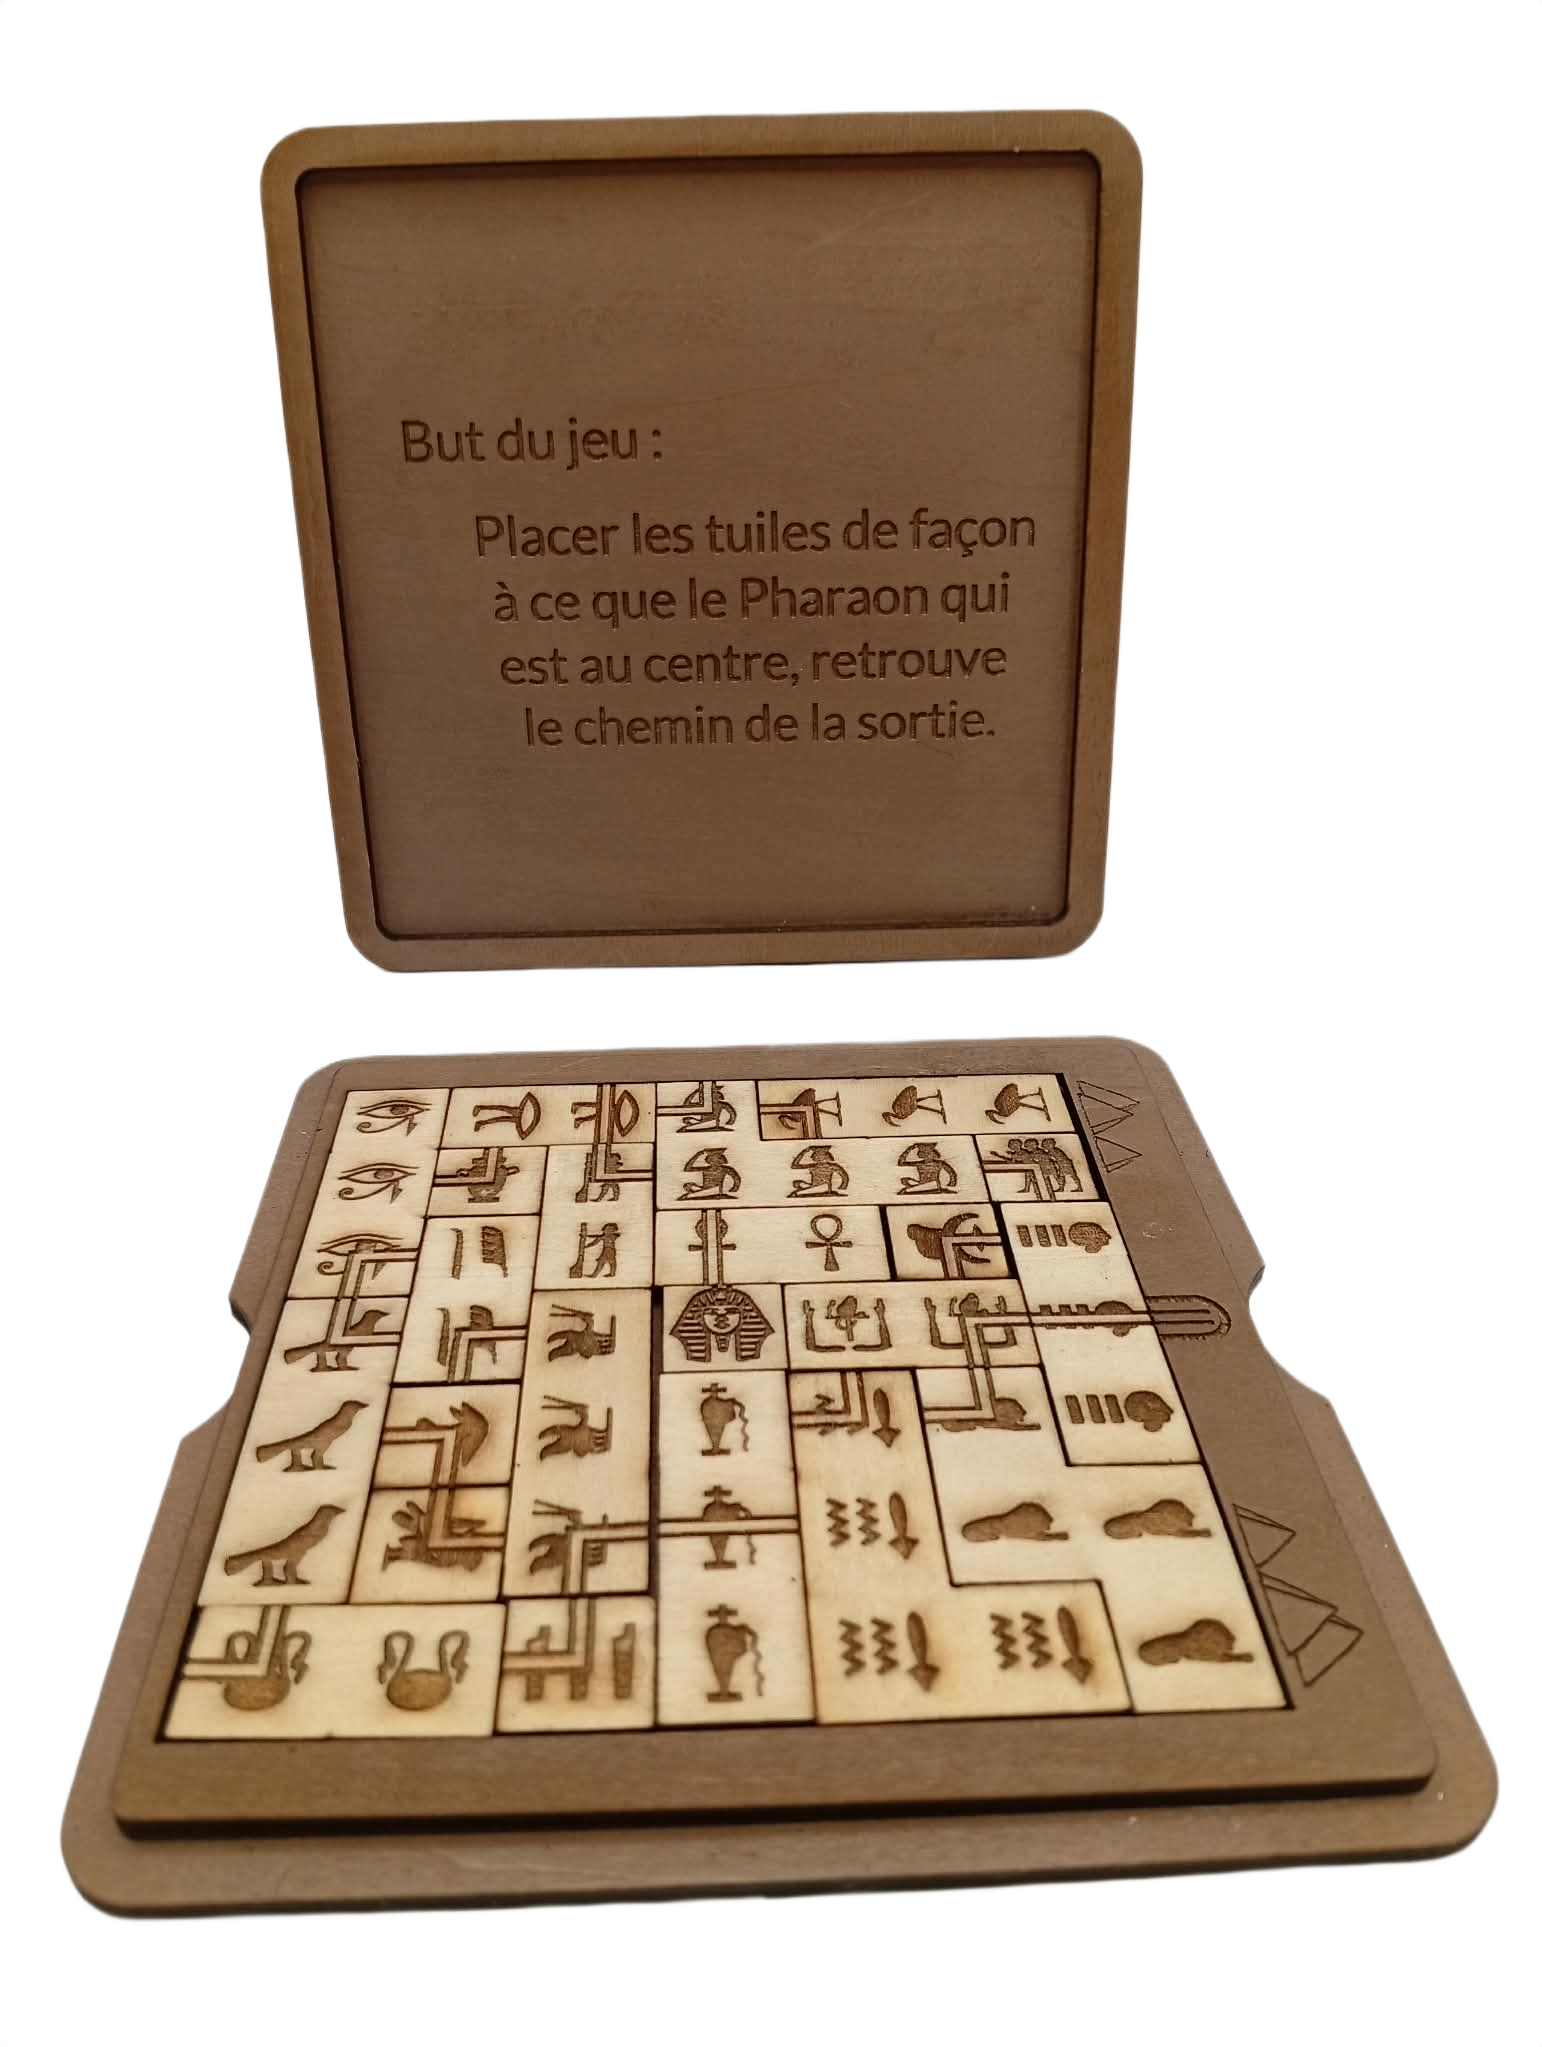 But du jeu :
Placer les tuiles de façon
à ce que le Pharaon qui
est au centre, retrouve
le chemin de la sortie.